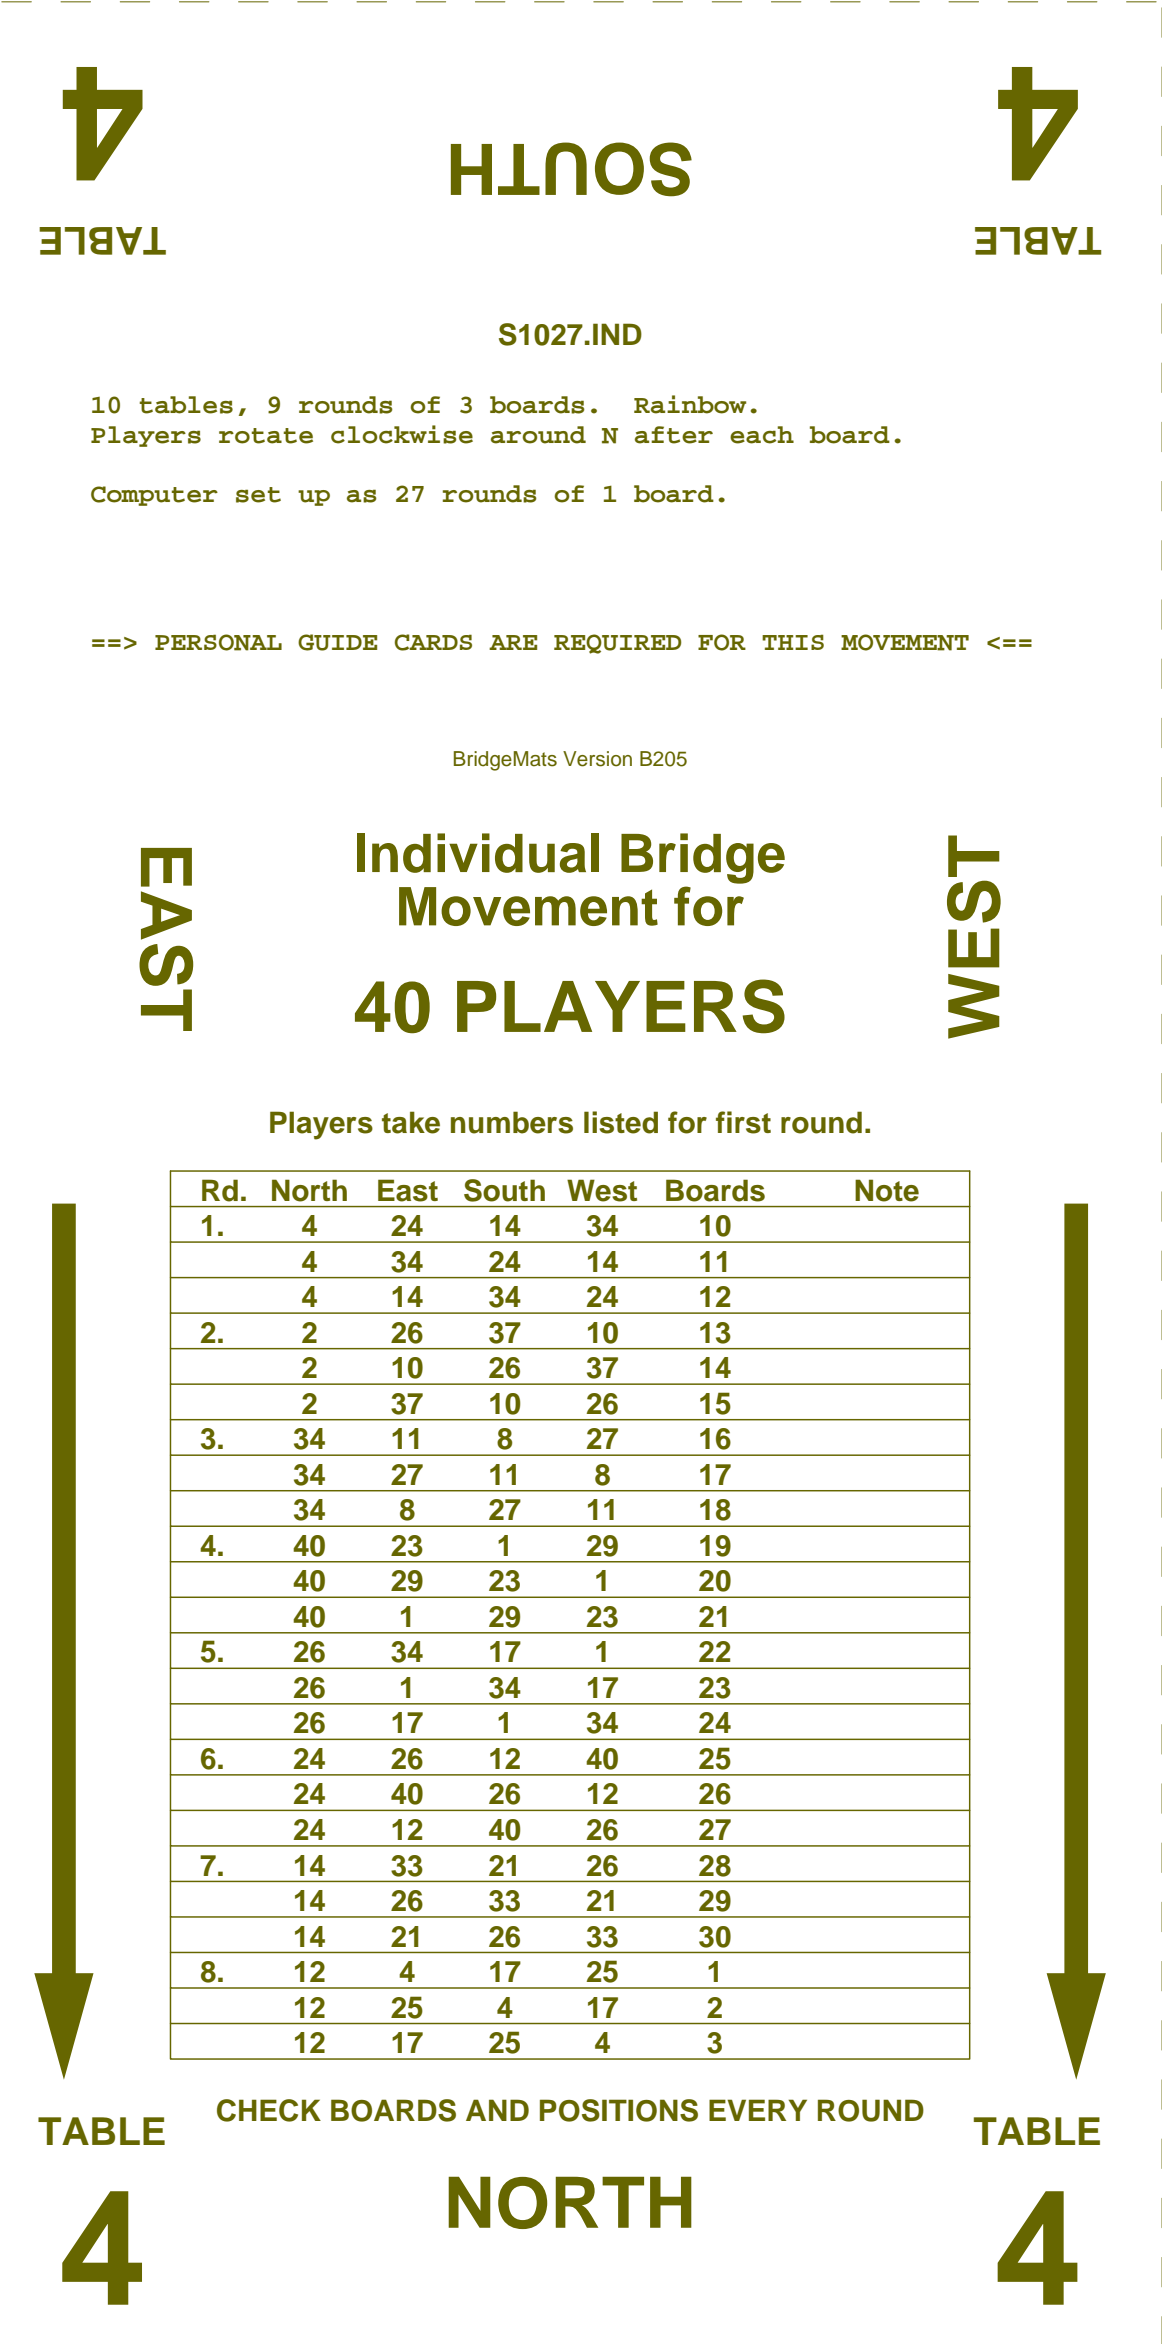 4 4
SOUTH
TABLE TABLE
S1027.IND
10 tables, 9 rounds of 3 boards. Rainbow.
Players rotate clockwise around N after each board.
Computer set up as 27 rounds of 1 board.
==> PERSONAL GUIDE CARDS ARE REQUIRED FOR THIS MOVEMENT <==
BridgeMats Version B205
EAST
Individual Bridge
Movement for
40 PLAYERS
WEST
Players take numbers listed for first round.
Rd. North East South West Boards Note
1. 4 24 14 34 10
4 34 24 14 11
4 14 34 24 12
2. 2 26 37 10 13
2 10 26 37 14
2 37 10 26 15
3. 34 11 8 27 16
34 27 11 8 17
34 8 27 11 18
4. 40 23 1 29 19
40 29 23 1 20
40 1 29 23 21
5. 26 34 17 1 22
26 1 34 17 23
26 17 1 34 24
6. 24 26 12 40 25
24 40 26 12 26
24 12 40 26 27
7. 14 33 21 26 28
14 26 33 21 29
14 21 26 33 30
8. 12 4 17 25 1
12 25 4 17 2
12 17 25 4 3
CHECK BOARDS AND POSITIONS EVERY ROUND
TABLE TABLE
NORTH
4 4